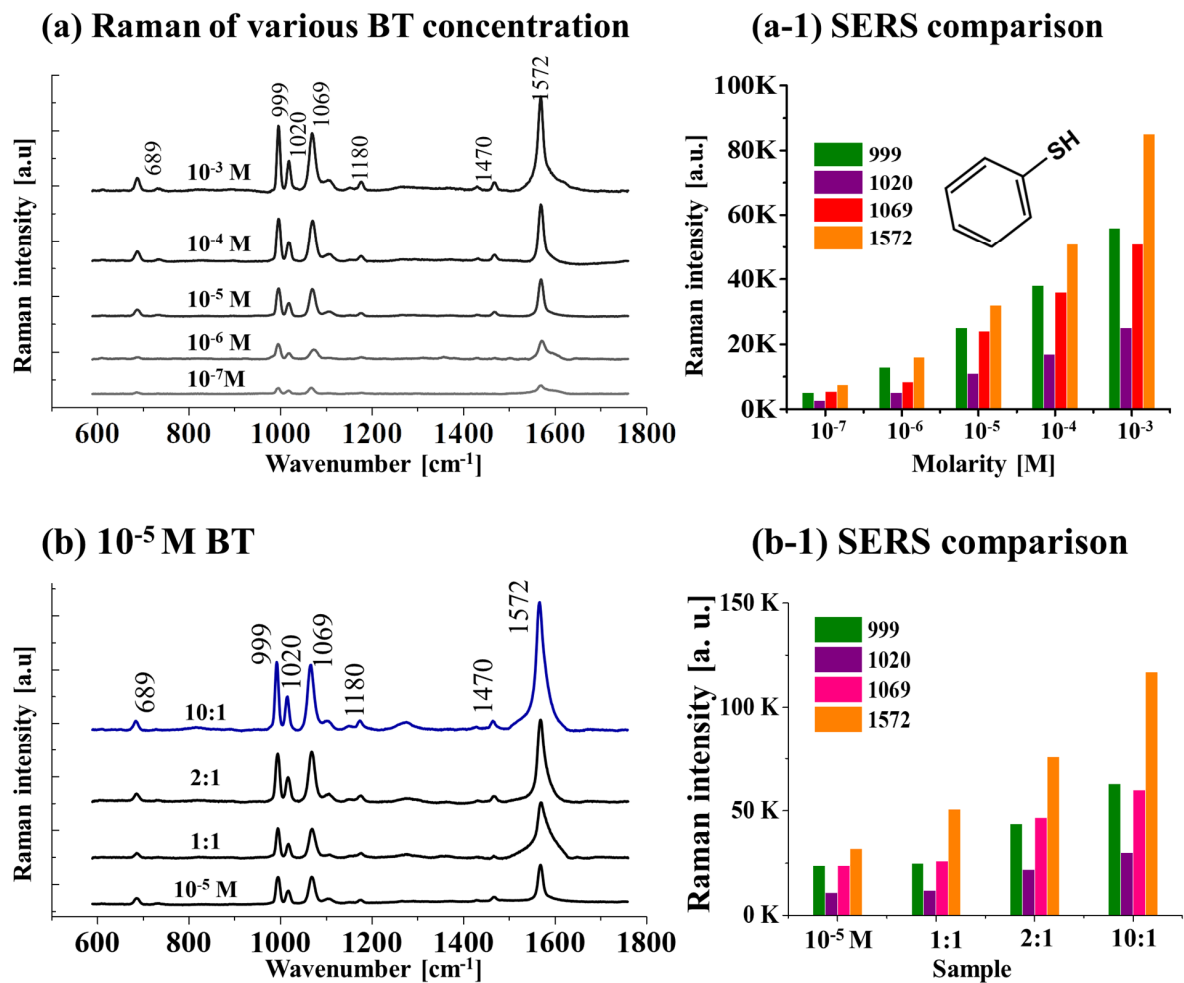 (a) Raman of various BT concentration
Raman intensity [a.u]
689
999
1020
1069
1180
1470
1572
10⁻³ M
10⁻⁴ M
10⁻⁵ M
10⁻⁶ M
10⁻⁷M
600 800 1000 1200 1400 1600 1800
Wavenumber [cm⁻¹]
(a-1) SERS comparison
Raman intensity [a.u.]
100K
80K
60K
40K
20K
0K
999
1020
1069
1572
SH
10⁻⁷ 10⁻⁶ 10⁻⁵ 10⁻⁴ 10⁻³
Molarity [M]
(b) 10⁻⁵ M BT
Raman intensity [a.u]
689
999
1020
1069
1180
1470
1572
10:1
2:1
1:1
10⁻⁵ M
600 800 1000 1200 1400 1600 1800
Wavenumber [cm⁻¹]
(b-1) SERS comparison
Raman intensity [a. u.]
150 K
100 K
50 K
0 K
999
1020
1069
1572
10⁻⁵ M 1:1 2:1 10:1
Sample